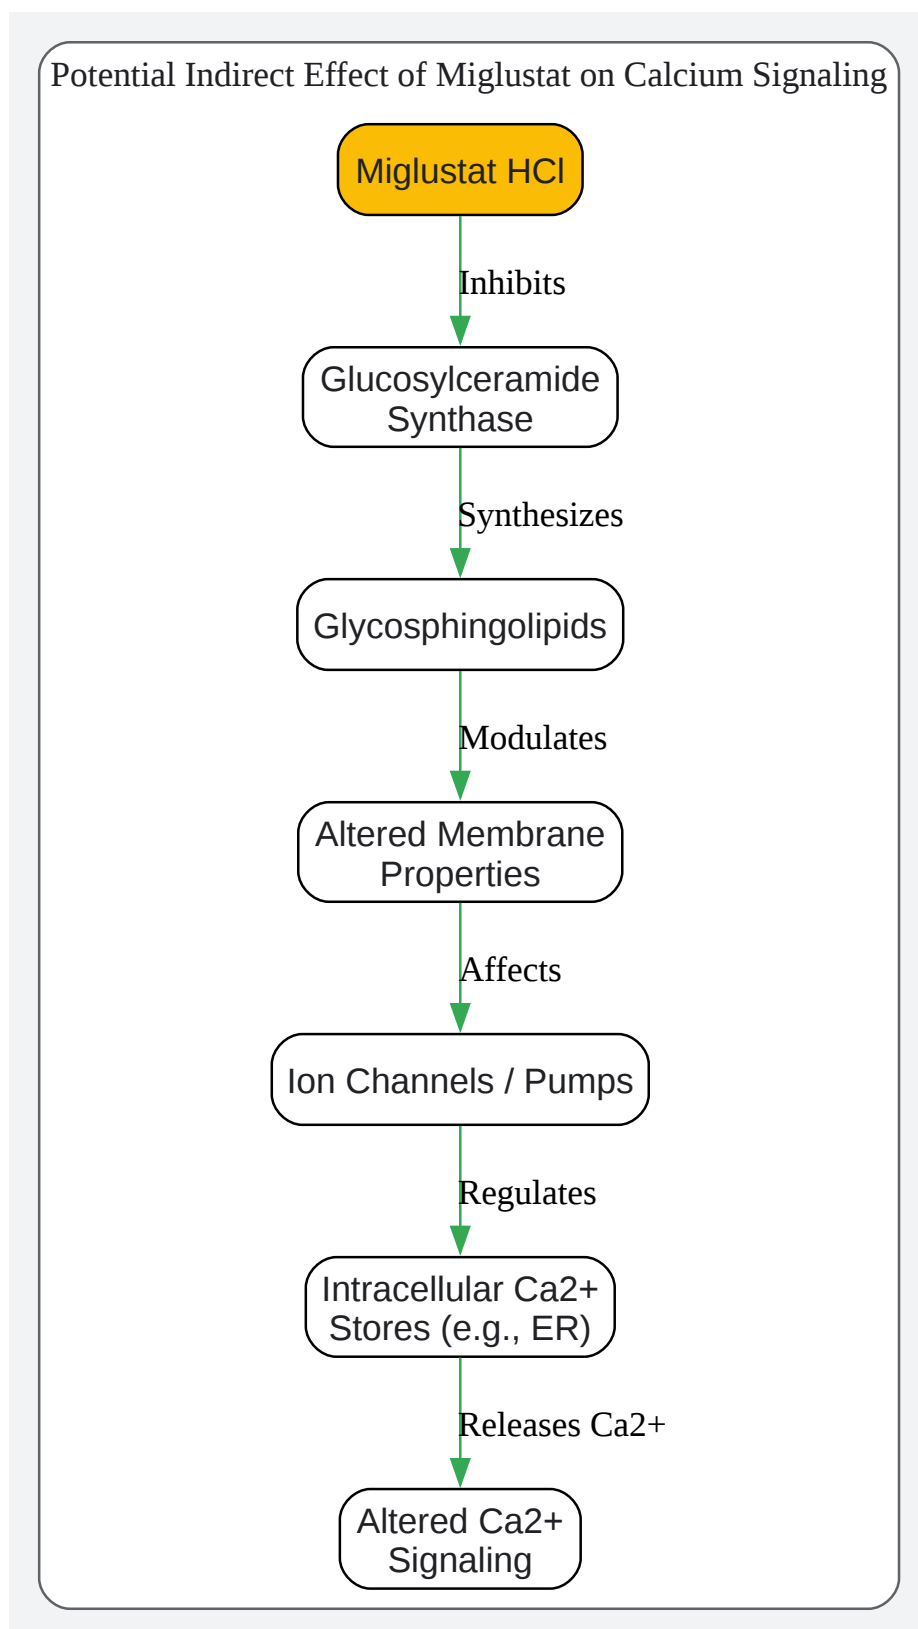 Potential Indirect Effect of Miglustat on Calcium Signaling
Miglustat HCl
Inhibits
Glucosylceramide
Synthase
Synthesizes
Glycosphingolipids
Modulates
Altered Membrane
Properties
Affects
Ion Channels / Pumps
Regulates
Intracellular Ca2+
Stores (e.g., ER)
Releases Ca2+
Altered Ca2+
Signaling